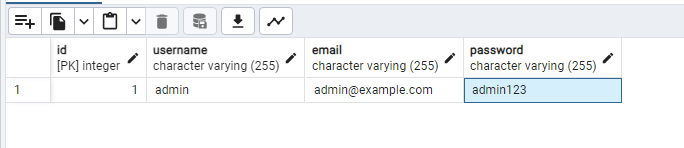 id username email password
[PK] integer character varying (255) character varying (255) character varying (255)
1 1 admin admin@example.com admin123